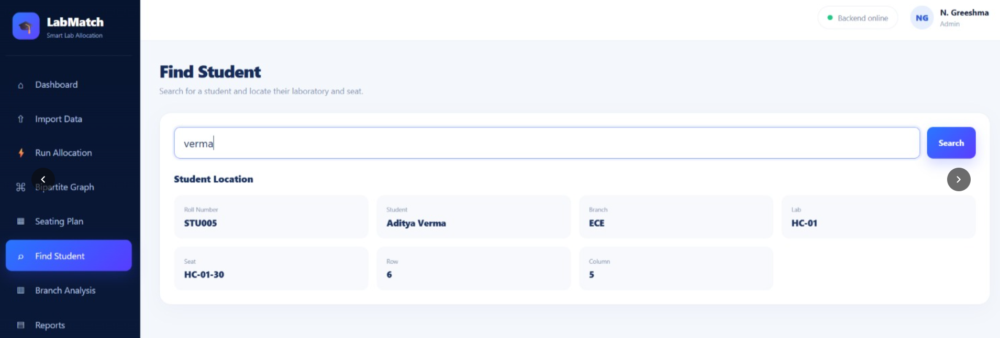 LabMatch
Smart Lab Allocation
Dashboard
Import Data
Run Allocation
Bipartite Graph
Seating Plan
Find Student
Branch Analysis
Reports
Backend online
NG
N. Greeshma
Admin
Find Student
Search for a student and locate their laboratory and seat.
verma
Search
Student Location
Roll Number
STU005
Student
Aditya Verma
Branch
ECE
Lab
HC-01
Seat
HC-01-30
Row
6
Column
5